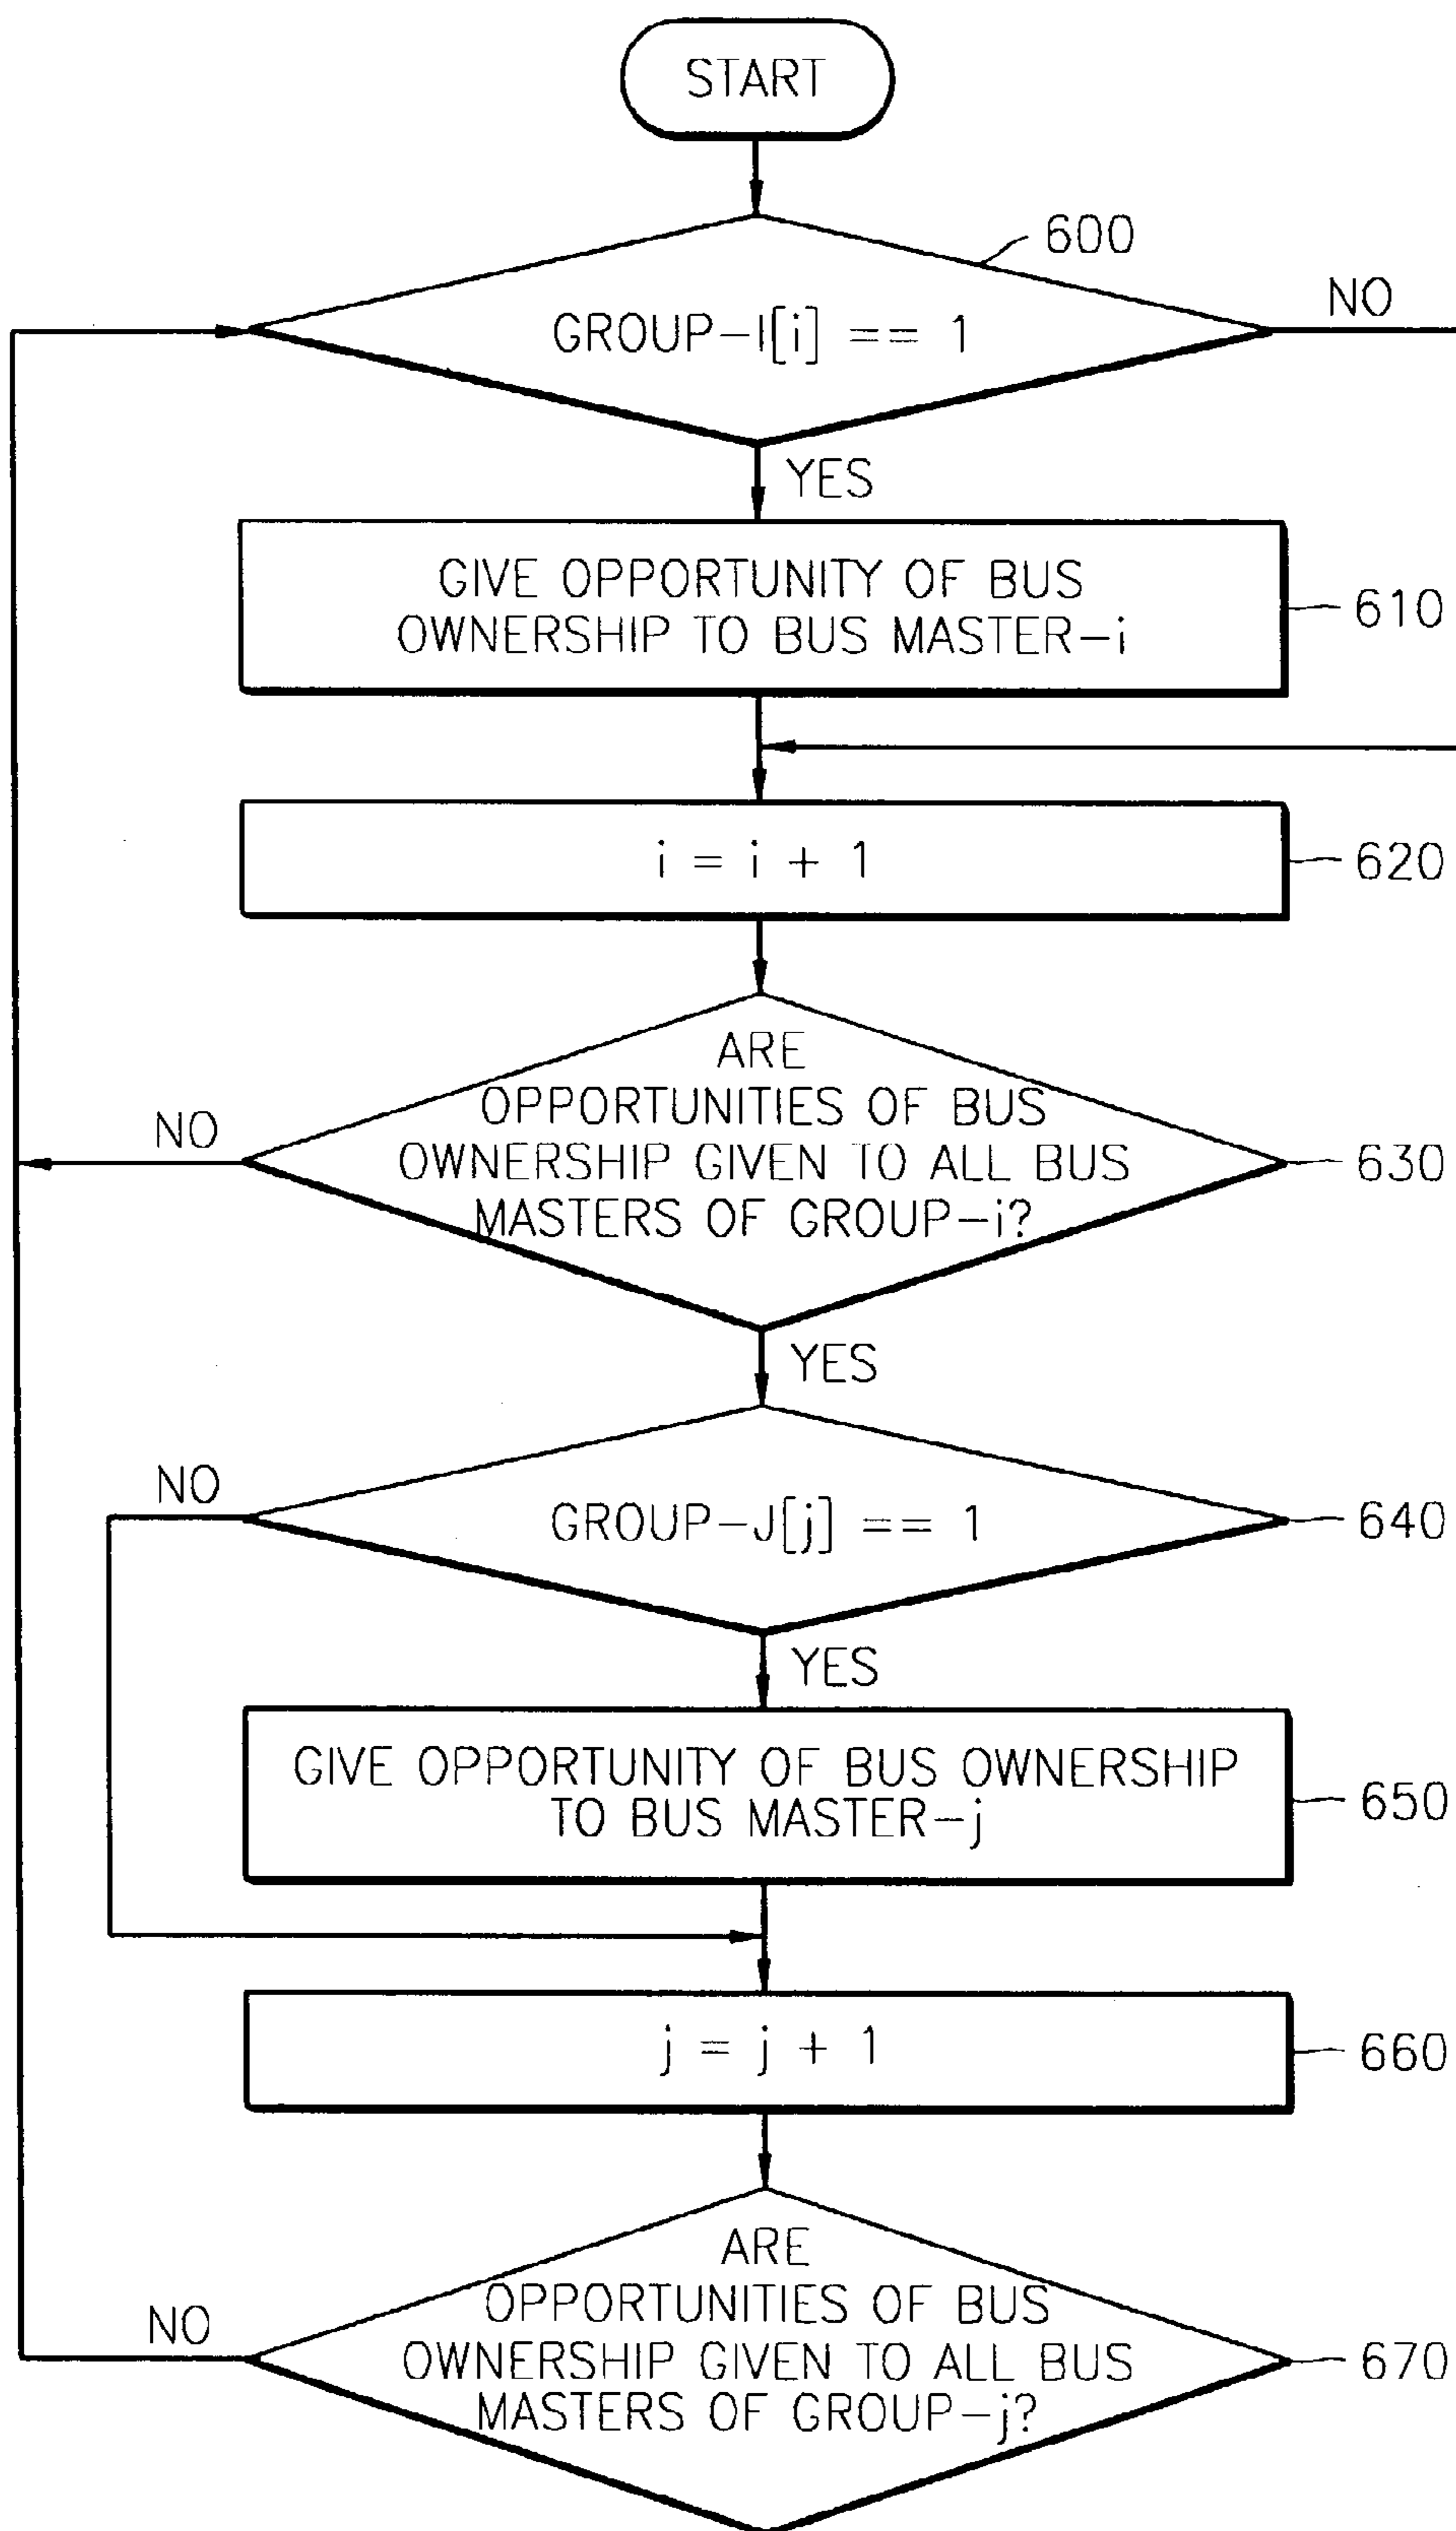 START
600
GROUP-I[i] == 1
NO
YES
GIVE OPPORTUNITY OF BUS
OWNERSHIP TO BUS MASTER-i
610
i = i + 1
620
ARE
OPPORTUNITIES OF BUS
OWNERSHIP GIVEN TO ALL BUS
MASTERS OF GROUP-i?
NO
630
YES
NO
GROUP-J[j] == 1
640
YES
GIVE OPPORTUNITY OF BUS OWNERSHIP
TO BUS MASTER-j
650
j = j + 1
660
ARE
OPPORTUNITIES OF BUS
OWNERSHIP GIVEN TO ALL BUS
MASTERS OF GROUP-j?
NO
670